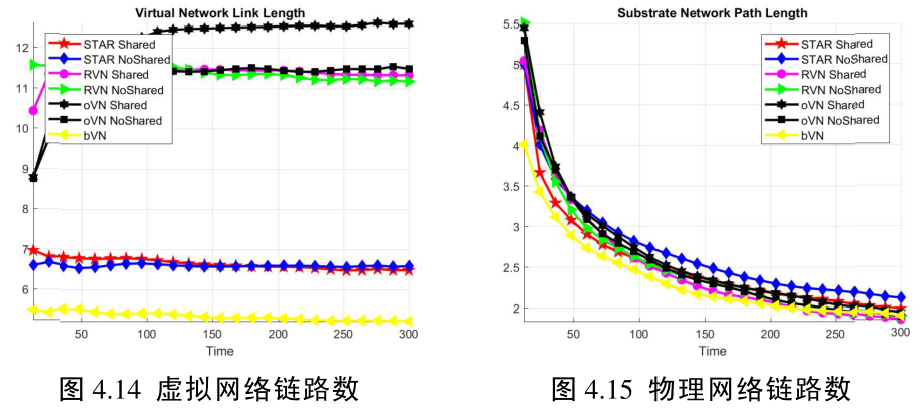 Virtual Network Link Length
12
11
10
9
8
7
6
STAR Shared
STAR NoShared
RVN Shared
RVN NoShared
oVN Shared
oVN NoShared
bVN
50
100
150
200
250
300
Time
图 4.14 虚拟网络链路数
Substrate Network Path Length
5.5
5
4.5
4
3.5
3
2.5
2
STAR Shared
STAR NoShared
RVN Shared
RVN NoShared
oVN Shared
oVN NoShared
bVN
50
100
150
200
250
300
Time
图 4.15 物理网络链路数